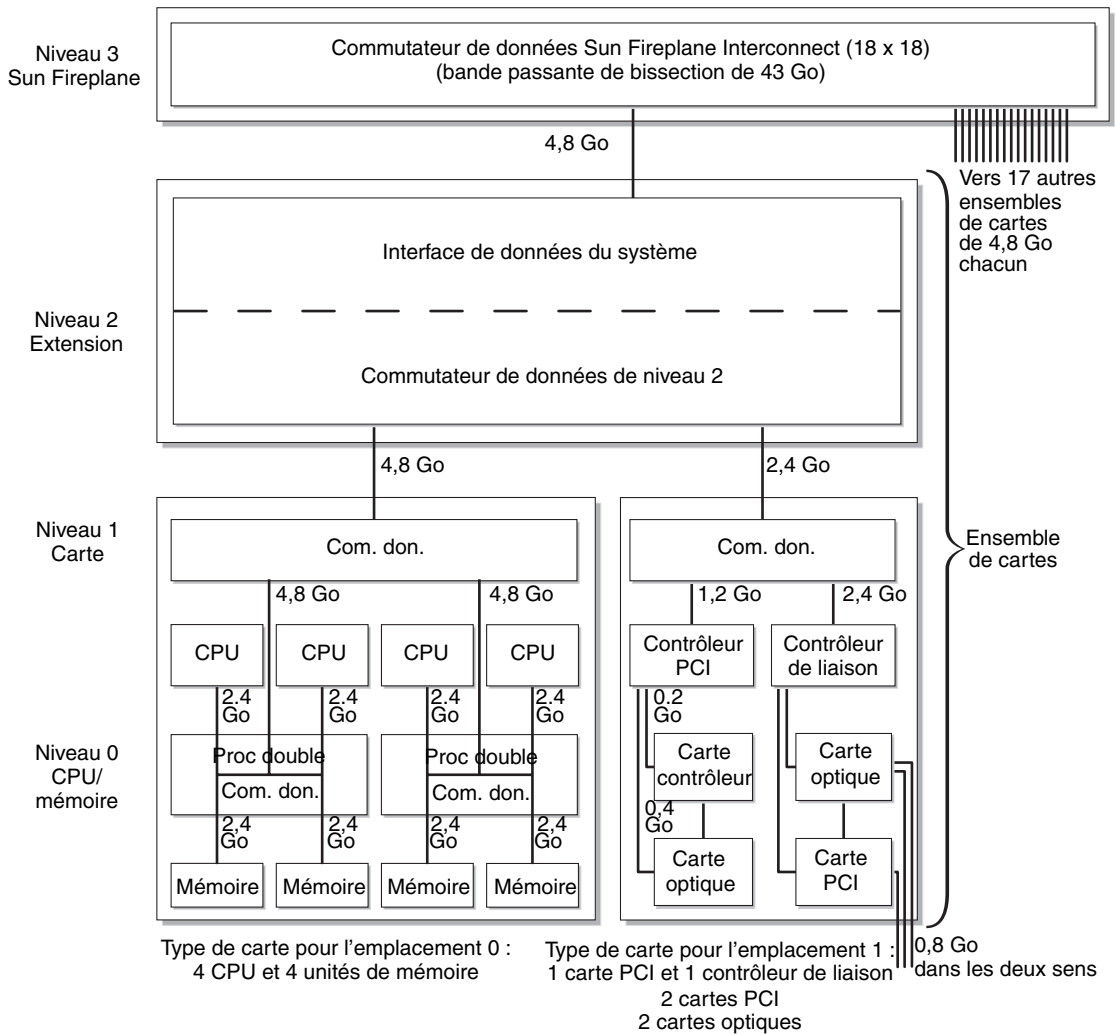 Niveau 3
Sun Fireplane
Commutateur de données Sun Fireplane Interconnect (18 x 18)
(bande passante de bissection de 43 Go)
4,8 Go
Vers 17 autres
ensembles
de cartes
de 4,8 Go
chacun
Niveau 2
Extension
Interface de données du système
Commutateur de données de niveau 2
4,8 Go
2,4 Go
Niveau 1
Carte
Com. don.
Com. don.
Ensemble
de cartes
4,8 Go
4,8 Go
1,2 Go
2,4 Go
CPU
CPU
CPU
CPU
Contrôleur
PCI
Contrôleur
de liaison
2.4
Go
2.4
Go
2.4
Go
2.4
Go
0.2
Go
Niveau 0
CPU/
mémoire
Proc double
Com. don.
Proc double
Com. don.
Carte
contrôleur
Carte
optique
2,4
Go
2,4
Go
2,4
Go
2,4
Go
0,4
Go
Mémoire
Mémoire
Mémoire
Mémoire
Carte
optique
Carte
PCI
Type de carte pour l'emplacement 0 :
4 CPU et 4 unités de mémoire
Type de carte pour l'emplacement 1 :
1 carte PCI et 1 contrôleur de liaison
2 cartes PCI
2 cartes optiques
0,8 Go
dans les deux sens